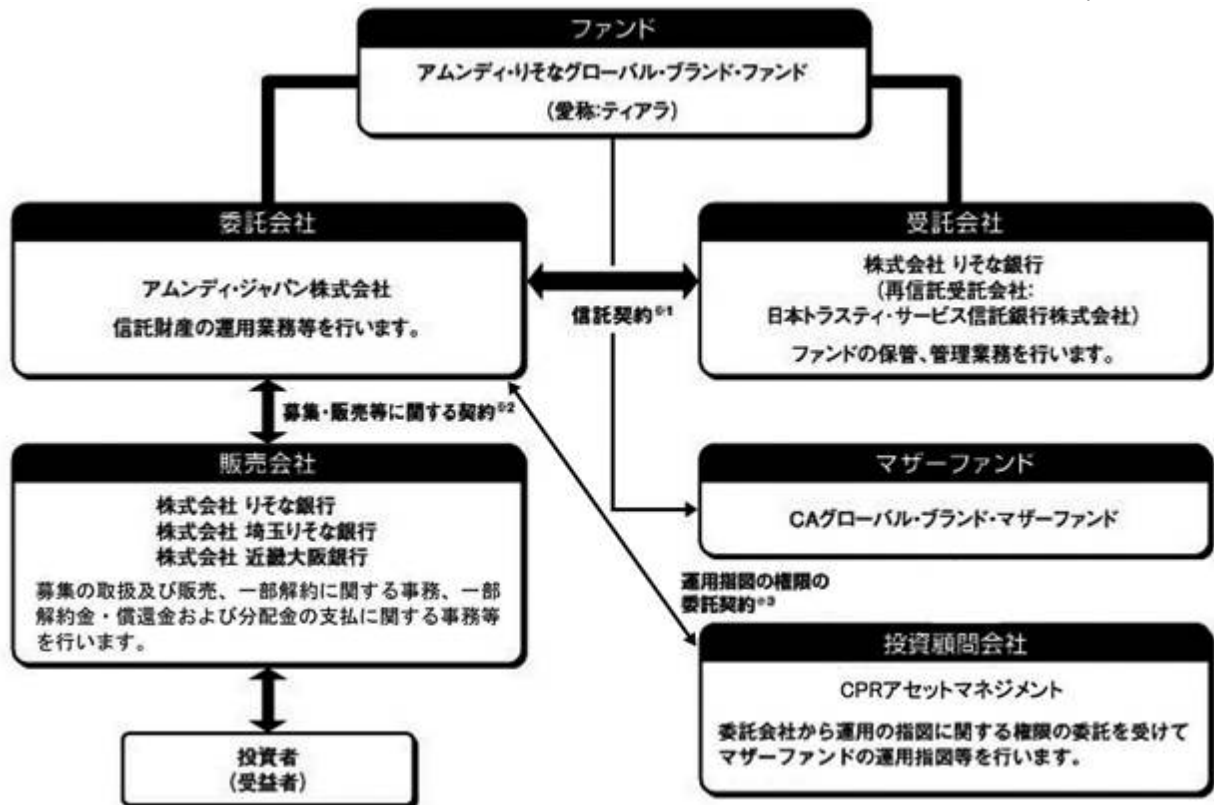 ファンド
アムンディ・りそなグローバル・ブランド・ファンド
(愛称:ティアラ)
委託会社
アムンディ・ジャパン株式会社
信託財産の運用業務等を行います。
信託契約※1
受託会社
株式会社 りそな銀行
(再信託受託会社:
日本トラスティ・サービス信託銀行株式会社)
ファンドの保管、管理業務を行います。
募集・販売等に関する契約※2
販売会社
株式会社 りそな銀行
株式会社 埼玉りそな銀行
株式会社 近畿大阪銀行
募集の取扱及び販売、一部解約に関する事務、一部
解約金・償還金および分配金の支払に関する事務等
を行います。
マザーファンド
CAグローバル・ブランド・マザーファンド
運用指図の権限の
委託契約※3
投資顧問会社
CPRアセットマネジメント
委託会社から運用の指図に関する権限の委託を受けて
マザーファンドの運用指図等を行います。
投資者
(受益者)